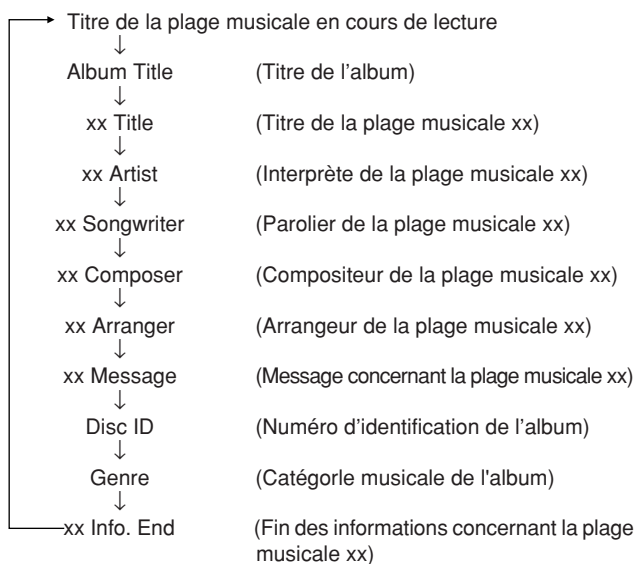 Titre de la plage musicale en cours de lecture
Album Title (Titre de l'album)
xx Title (Titre de la plage musicale xx)
xx Artist (Interprète de la plage musicale xx)
xx Songwriter (Parolier de la plage musicale xx)
xx Composer (Compositeur de la plage musicale xx)
xx Arranger (Arrangeur de la plage musicale xx)
xx Message (Message concernant la plage musicale xx)
Disc ID (Numéro d'identification de l'album)
Genre (Catégorle musicale de l'album)
xx Info. End (Fin des informations concernant la plage
musicale xx)